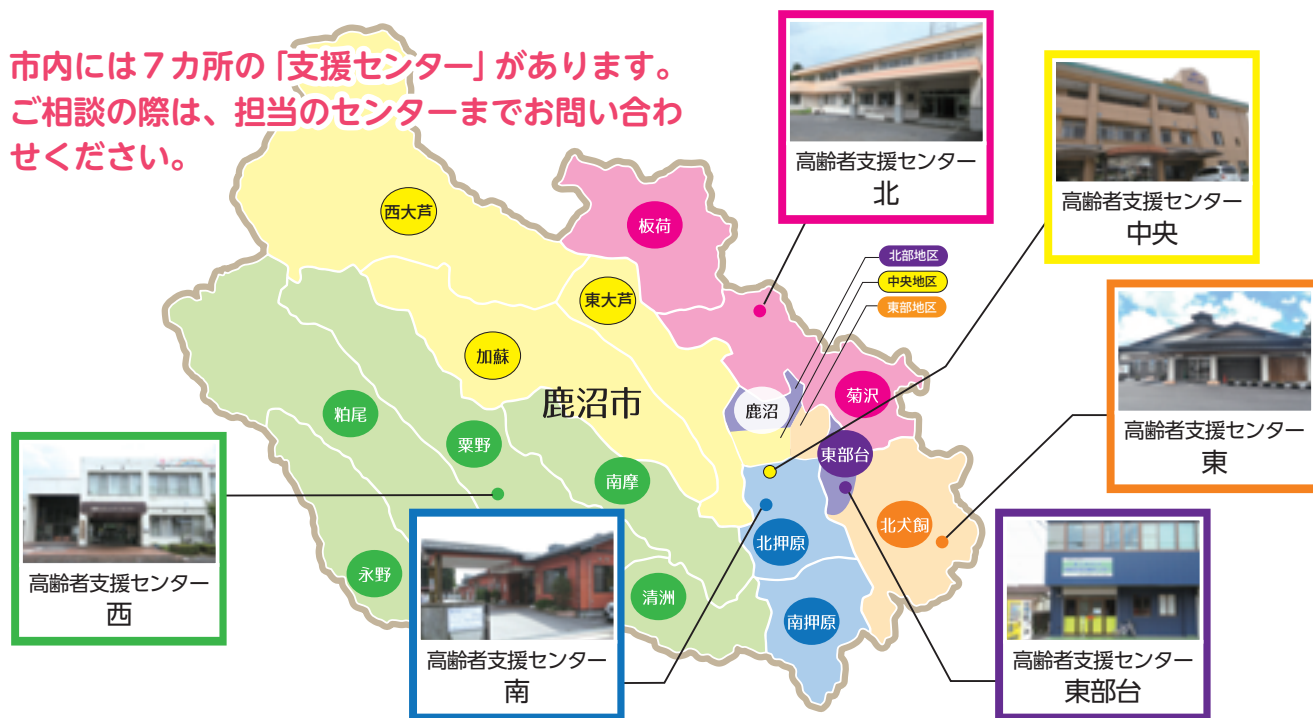 市内には７カ所の「支援センター」があります。
ご相談の際は、担当のセンターまでお問い合わ
せください。
高齢者支援センター
北
高齢者支援センター
中央
西大芦
板荷
北部地区
中央地区
東部地区
東大芦
加蘇
鹿沼市
鹿沼
菊沢
粕尾
粟野
東部台
高齢者支援センター
東
南摩
北犬飼
北押原
永野
清洲
南押原
高齢者支援センター
西
高齢者支援センター
南
高齢者支援センター
東部台